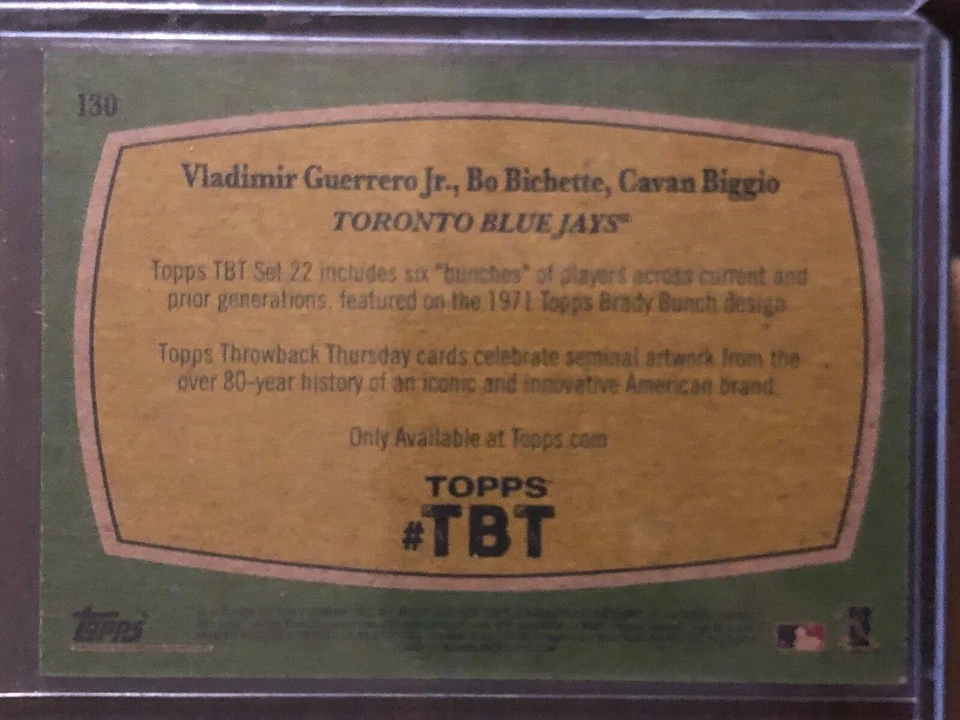 130
Vladimir Guerrero Jr., Bo Bichette, Cavan Biggio
TORONTO BLUE JAYS®
Topps TBT Set 22 includes six "bunches" of players across current and
prior generations. featured on the 1971 Topps Brady Bunch design.
Topps Throwback Thursday cards celebrate seminal artwork from the
over 80-year history of an iconic and innovative American brand.
Only Available at Topps.com
TOPPS
#TBT
TOPPS